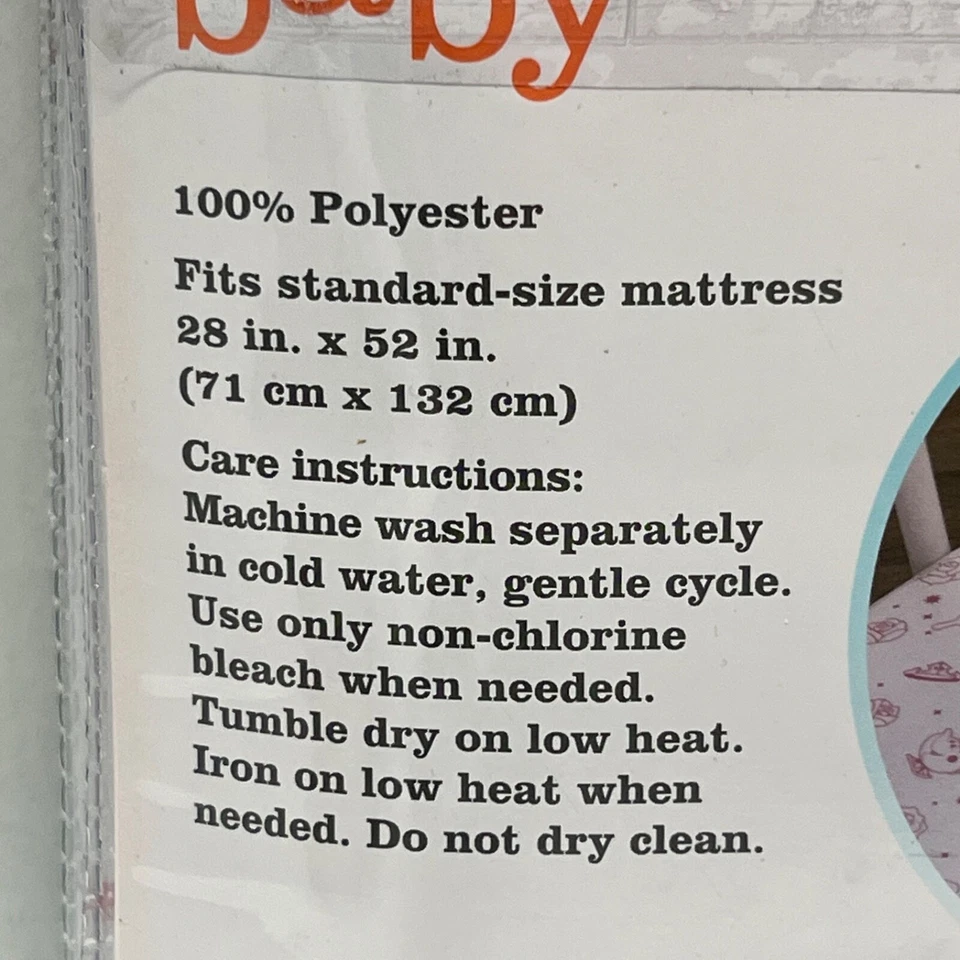 baby
100% Polyester
Fits standard-size mattress
28 in. x 52 in.
(71 cm x 132 cm)
Care instructions:
Machine wash separately
in cold water, gentle cycle.
Use only non-chlorine
bleach when needed.
Tumble dry on low heat.
Iron on low heat when
needed. Do not dry clean.